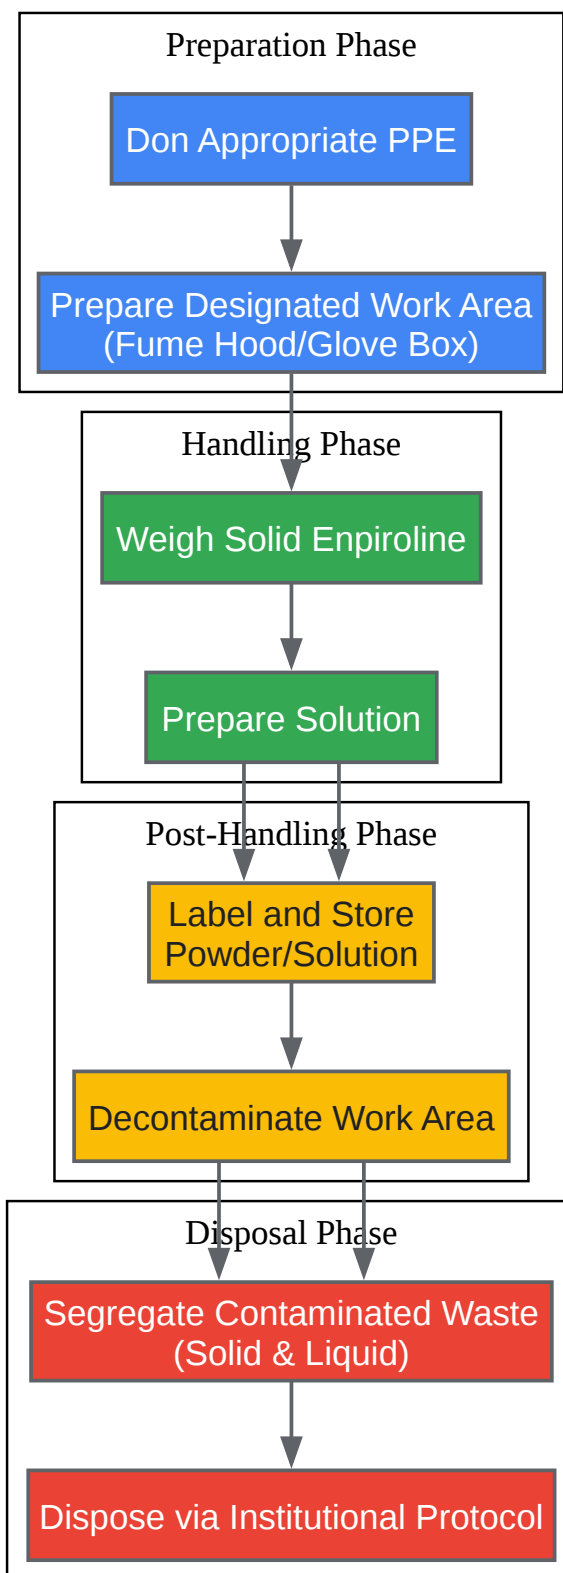 Preparation Phase
Don Appropriate PPE
Prepare Designated Work Area
(Fume Hood/Glove Box)
Handling Phase
Weigh Solid Enpiroline
Prepare Solution
Post-Handling Phase
Label and Store
Powder/Solution
Decontaminate Work Area
Disposal Phase
Segregate Contaminated Waste
(Solid & Liquid)
Dispose via Institutional Protocol